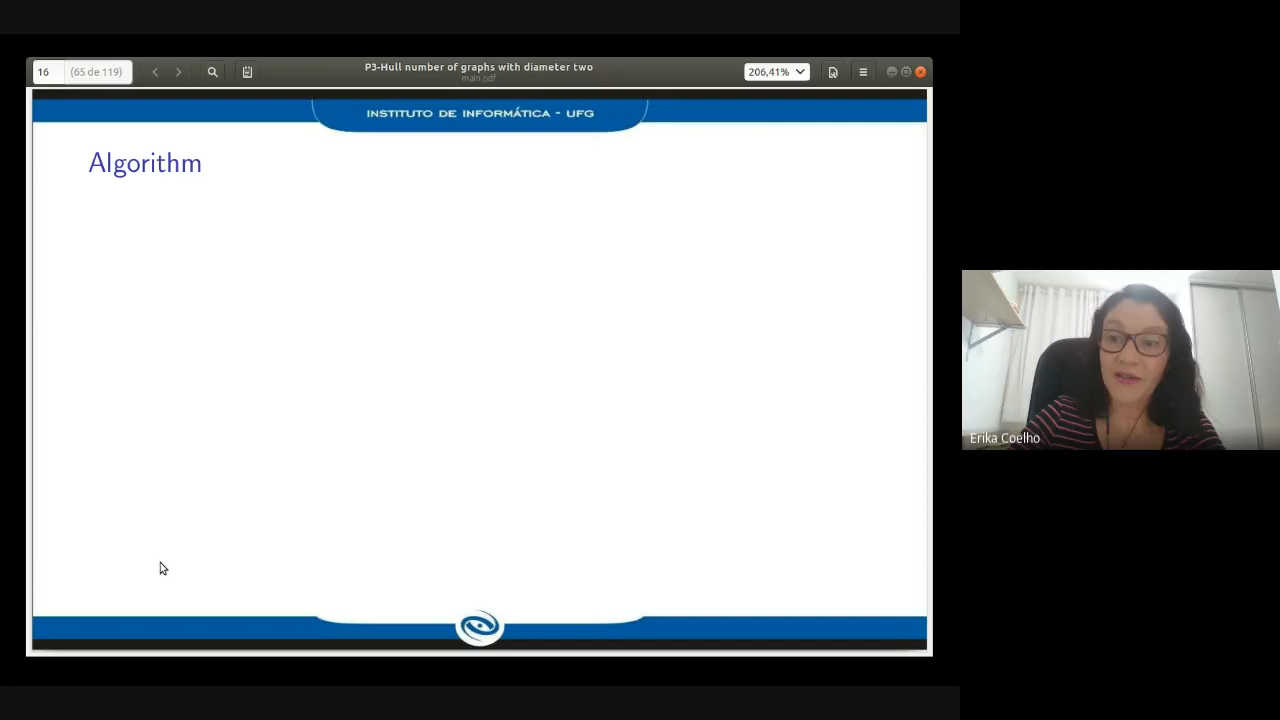 16 (65 de 119)
P3-Hull number of graphs with diameter two
main.pdf
206,41%
INSTITUTO DE INFORMÁTICA - UFG
Algorithm
Erika Coelho